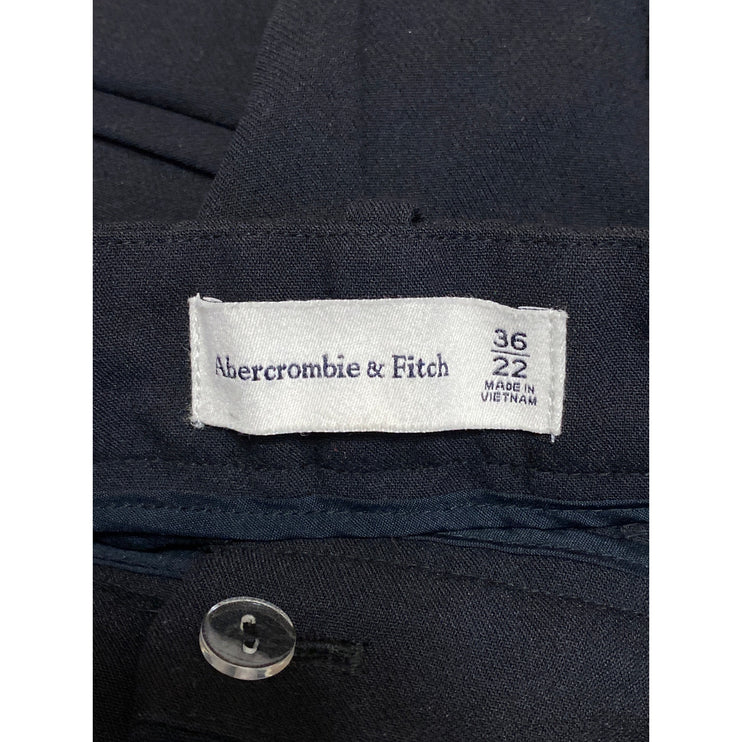 Abercrombie & Fitch
36
22
MADE IN
VIETNAM